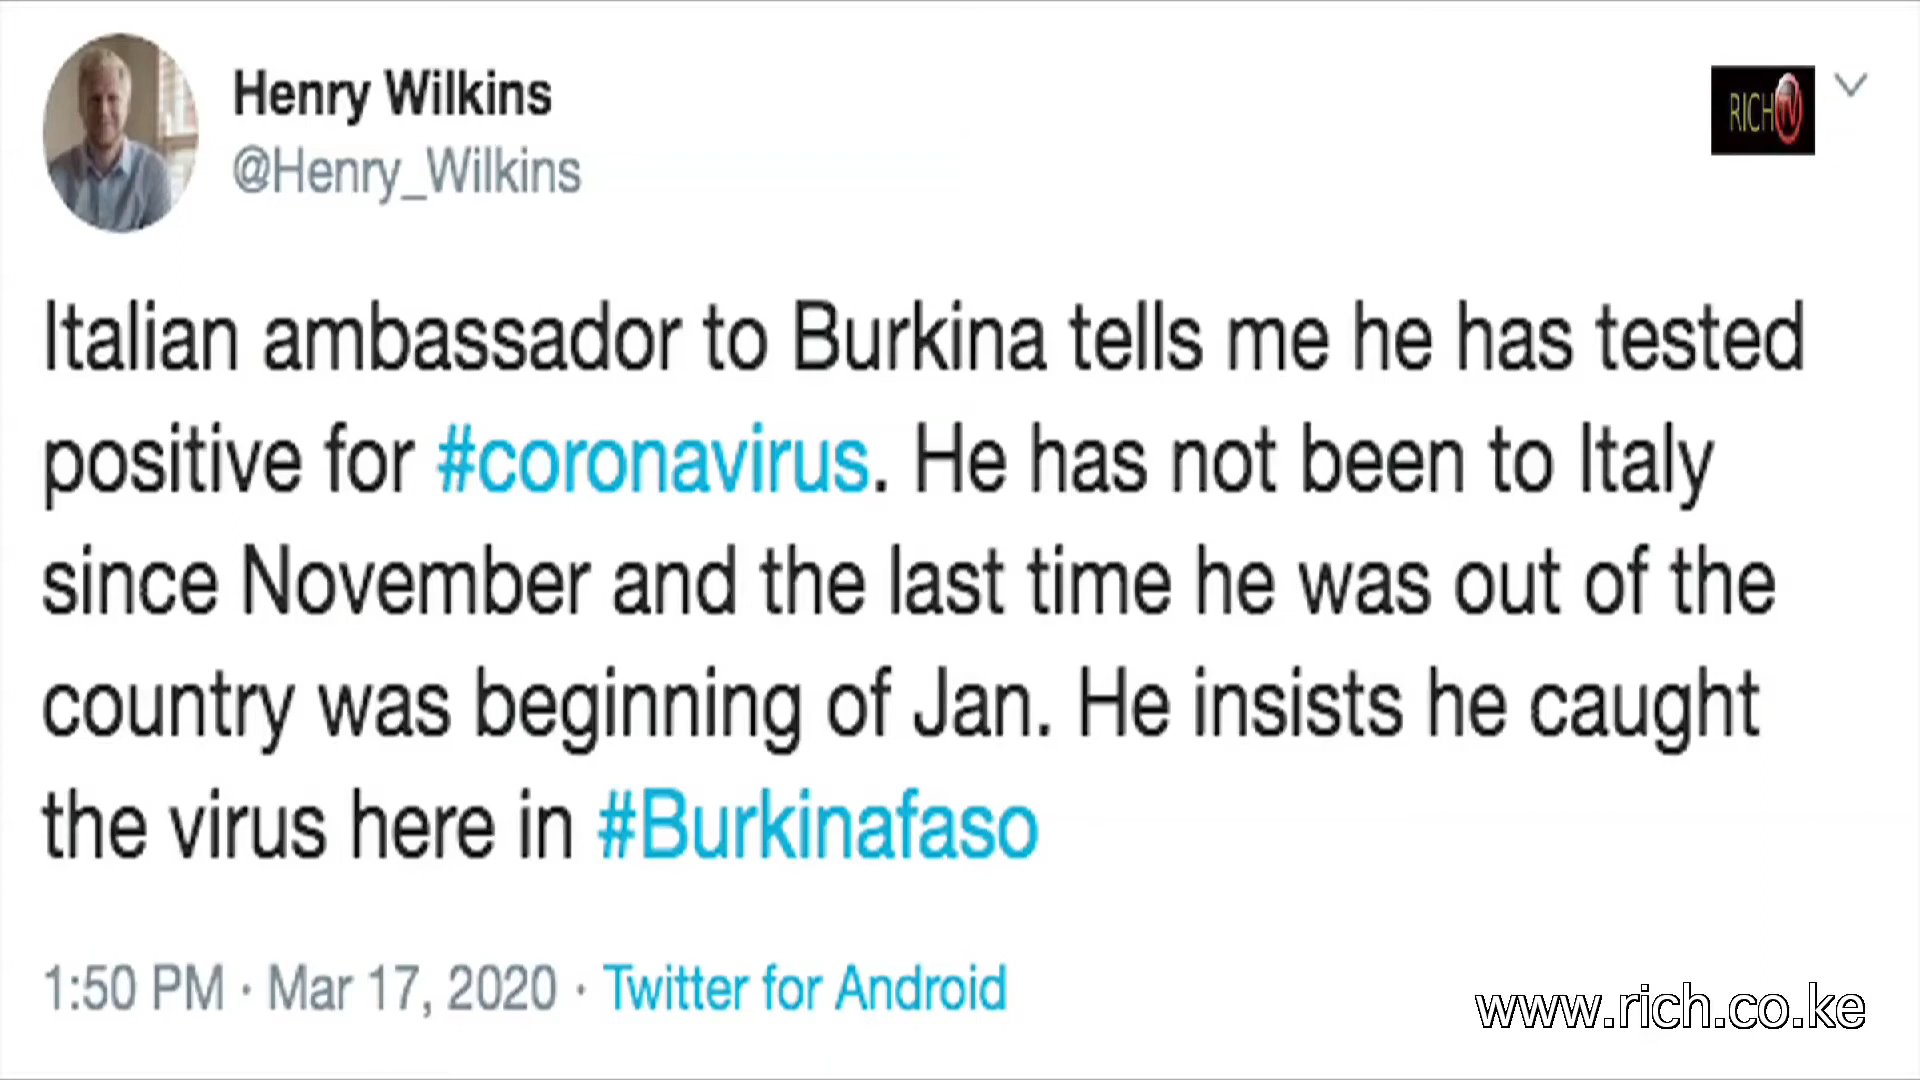 Henry Wilkins
@Henry_Wilkins
RICH TV
Italian ambassador to Burkina tells me he has tested
positive for #coronavirus. He has not been to Italy
since November and the last time he was out of the
country was beginning of Jan. He insists he caught
the virus here in #Burkinafaso
1:50 PM · Mar 17, 2020 · Twitter for Android
www.rich.co.ke